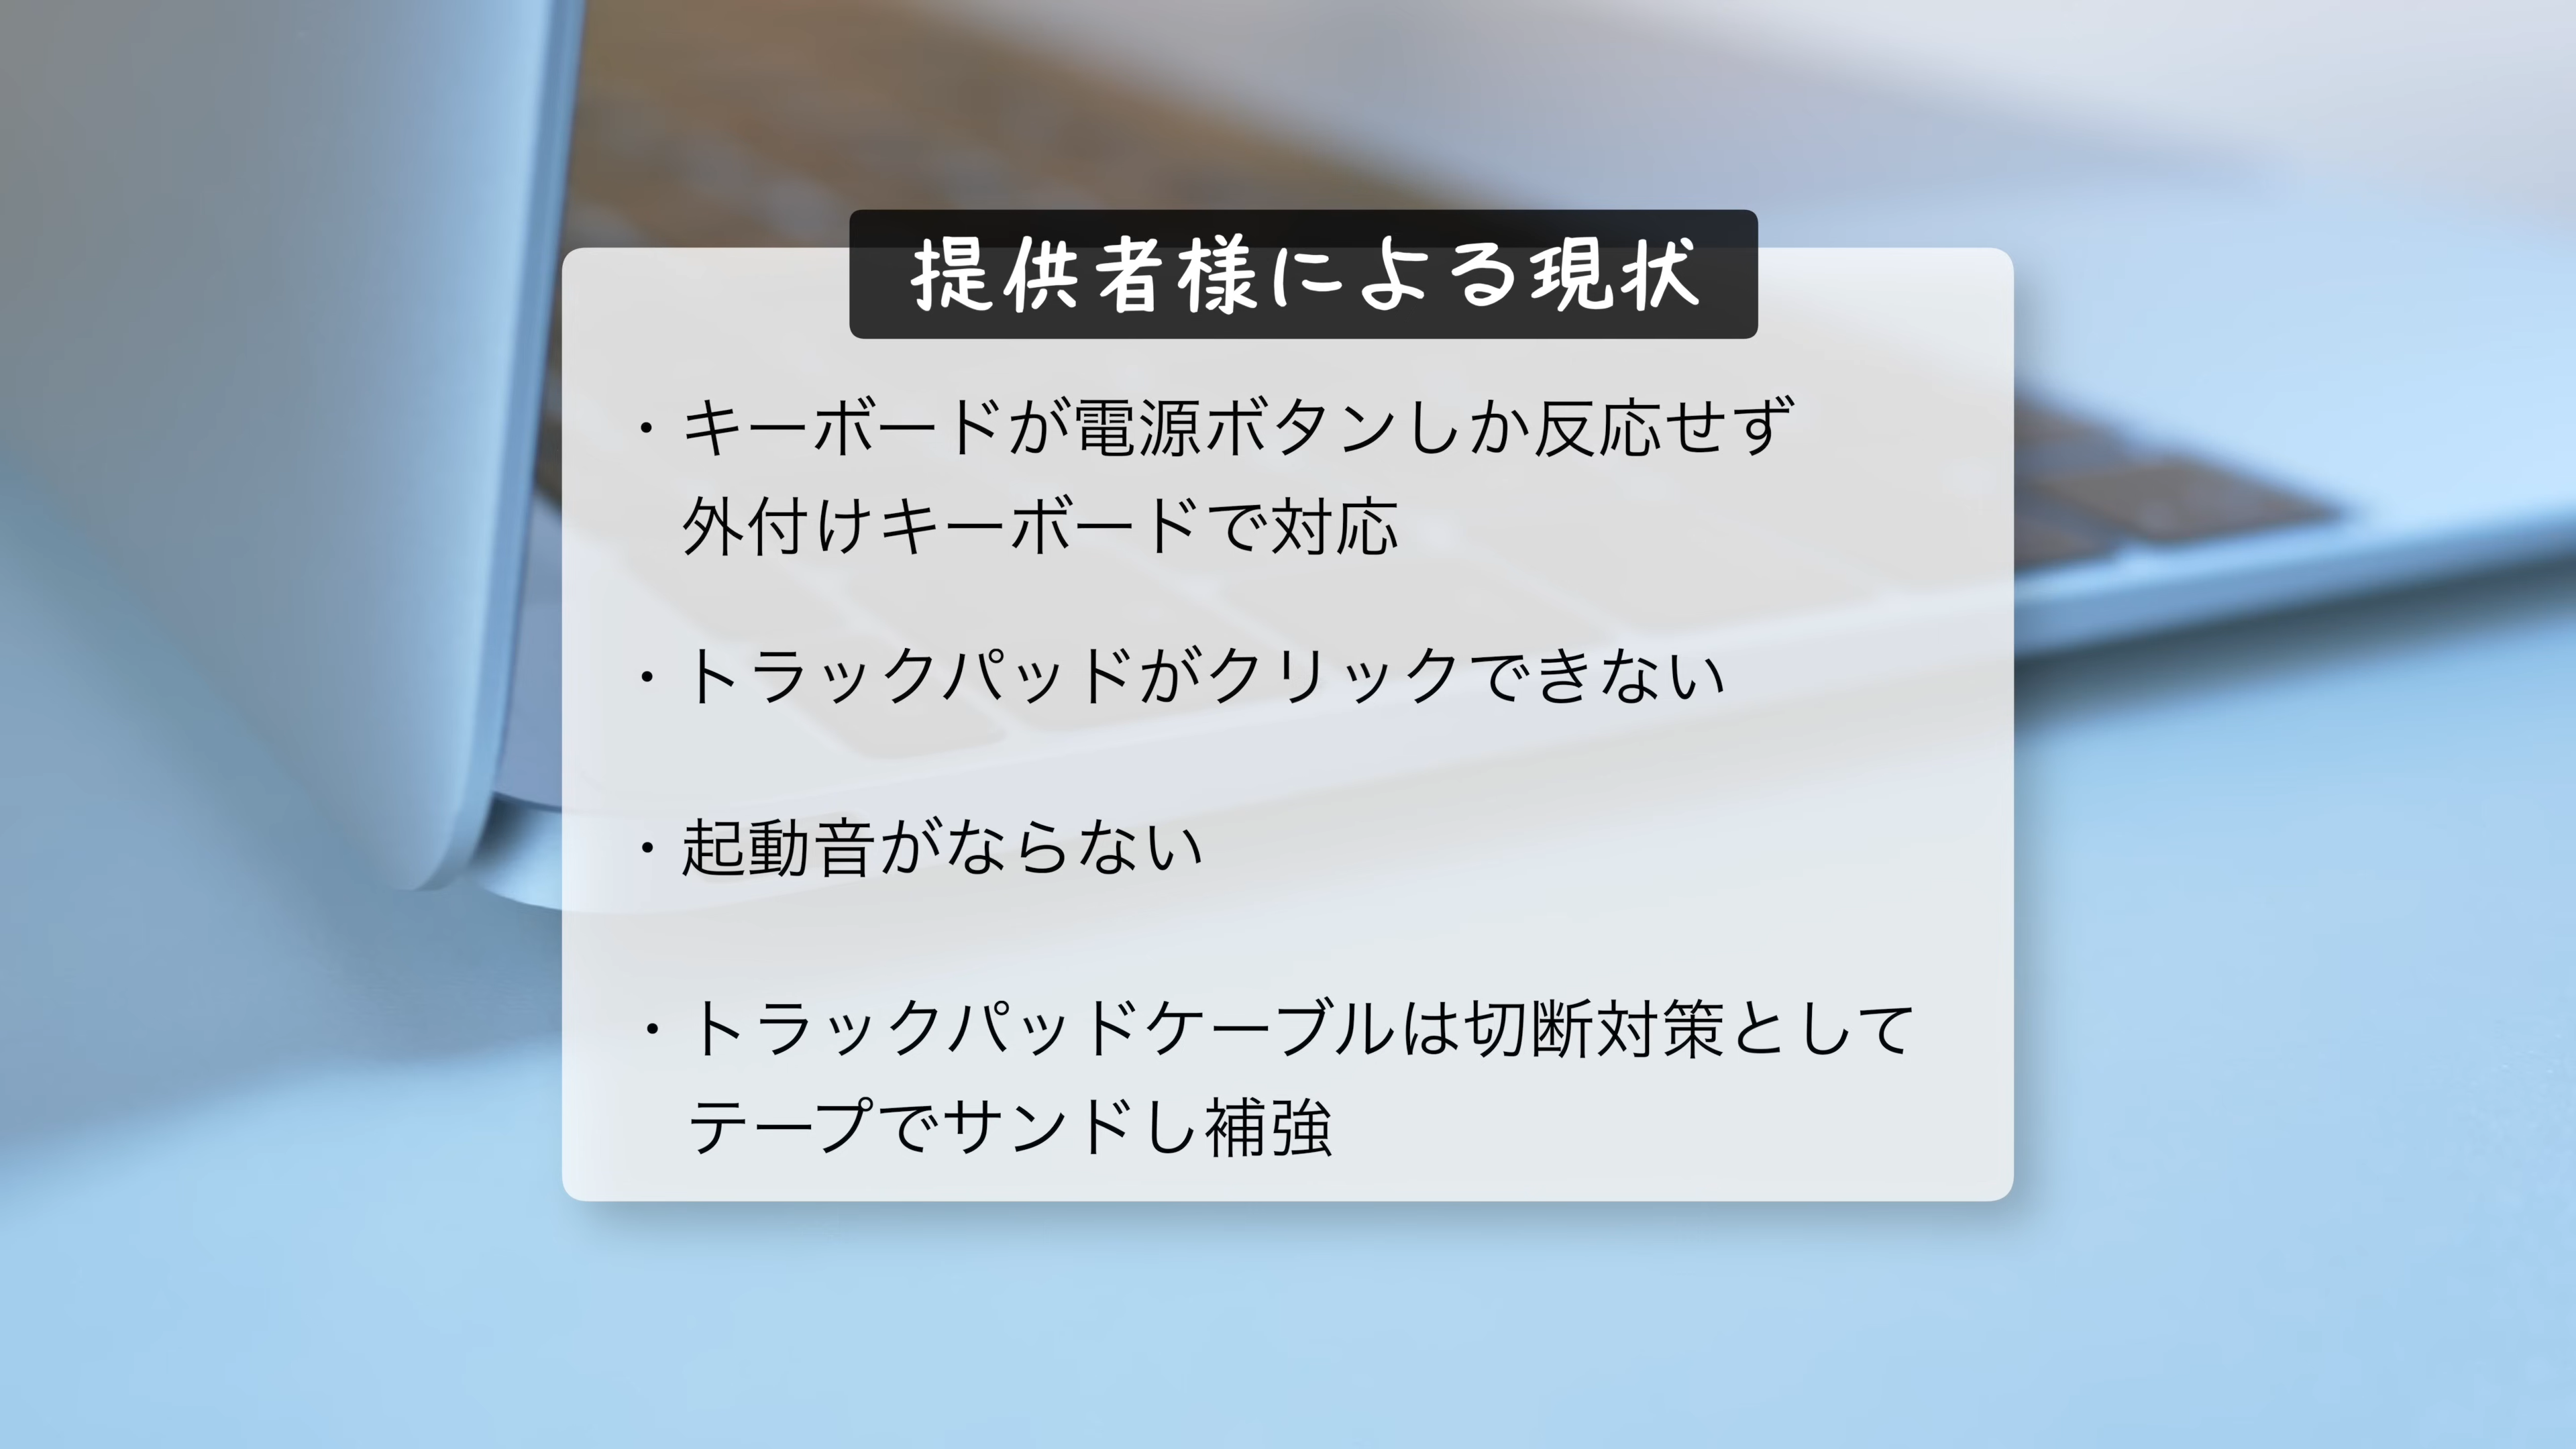 提供者様による現状
・キーボードが電源ボタンしか反応せず
外付けキーボードで対応
・トラックパッドがクリックできない
・起動音がならない
・トラックパッドケーブルは切断対策として
テープでサンドし補強